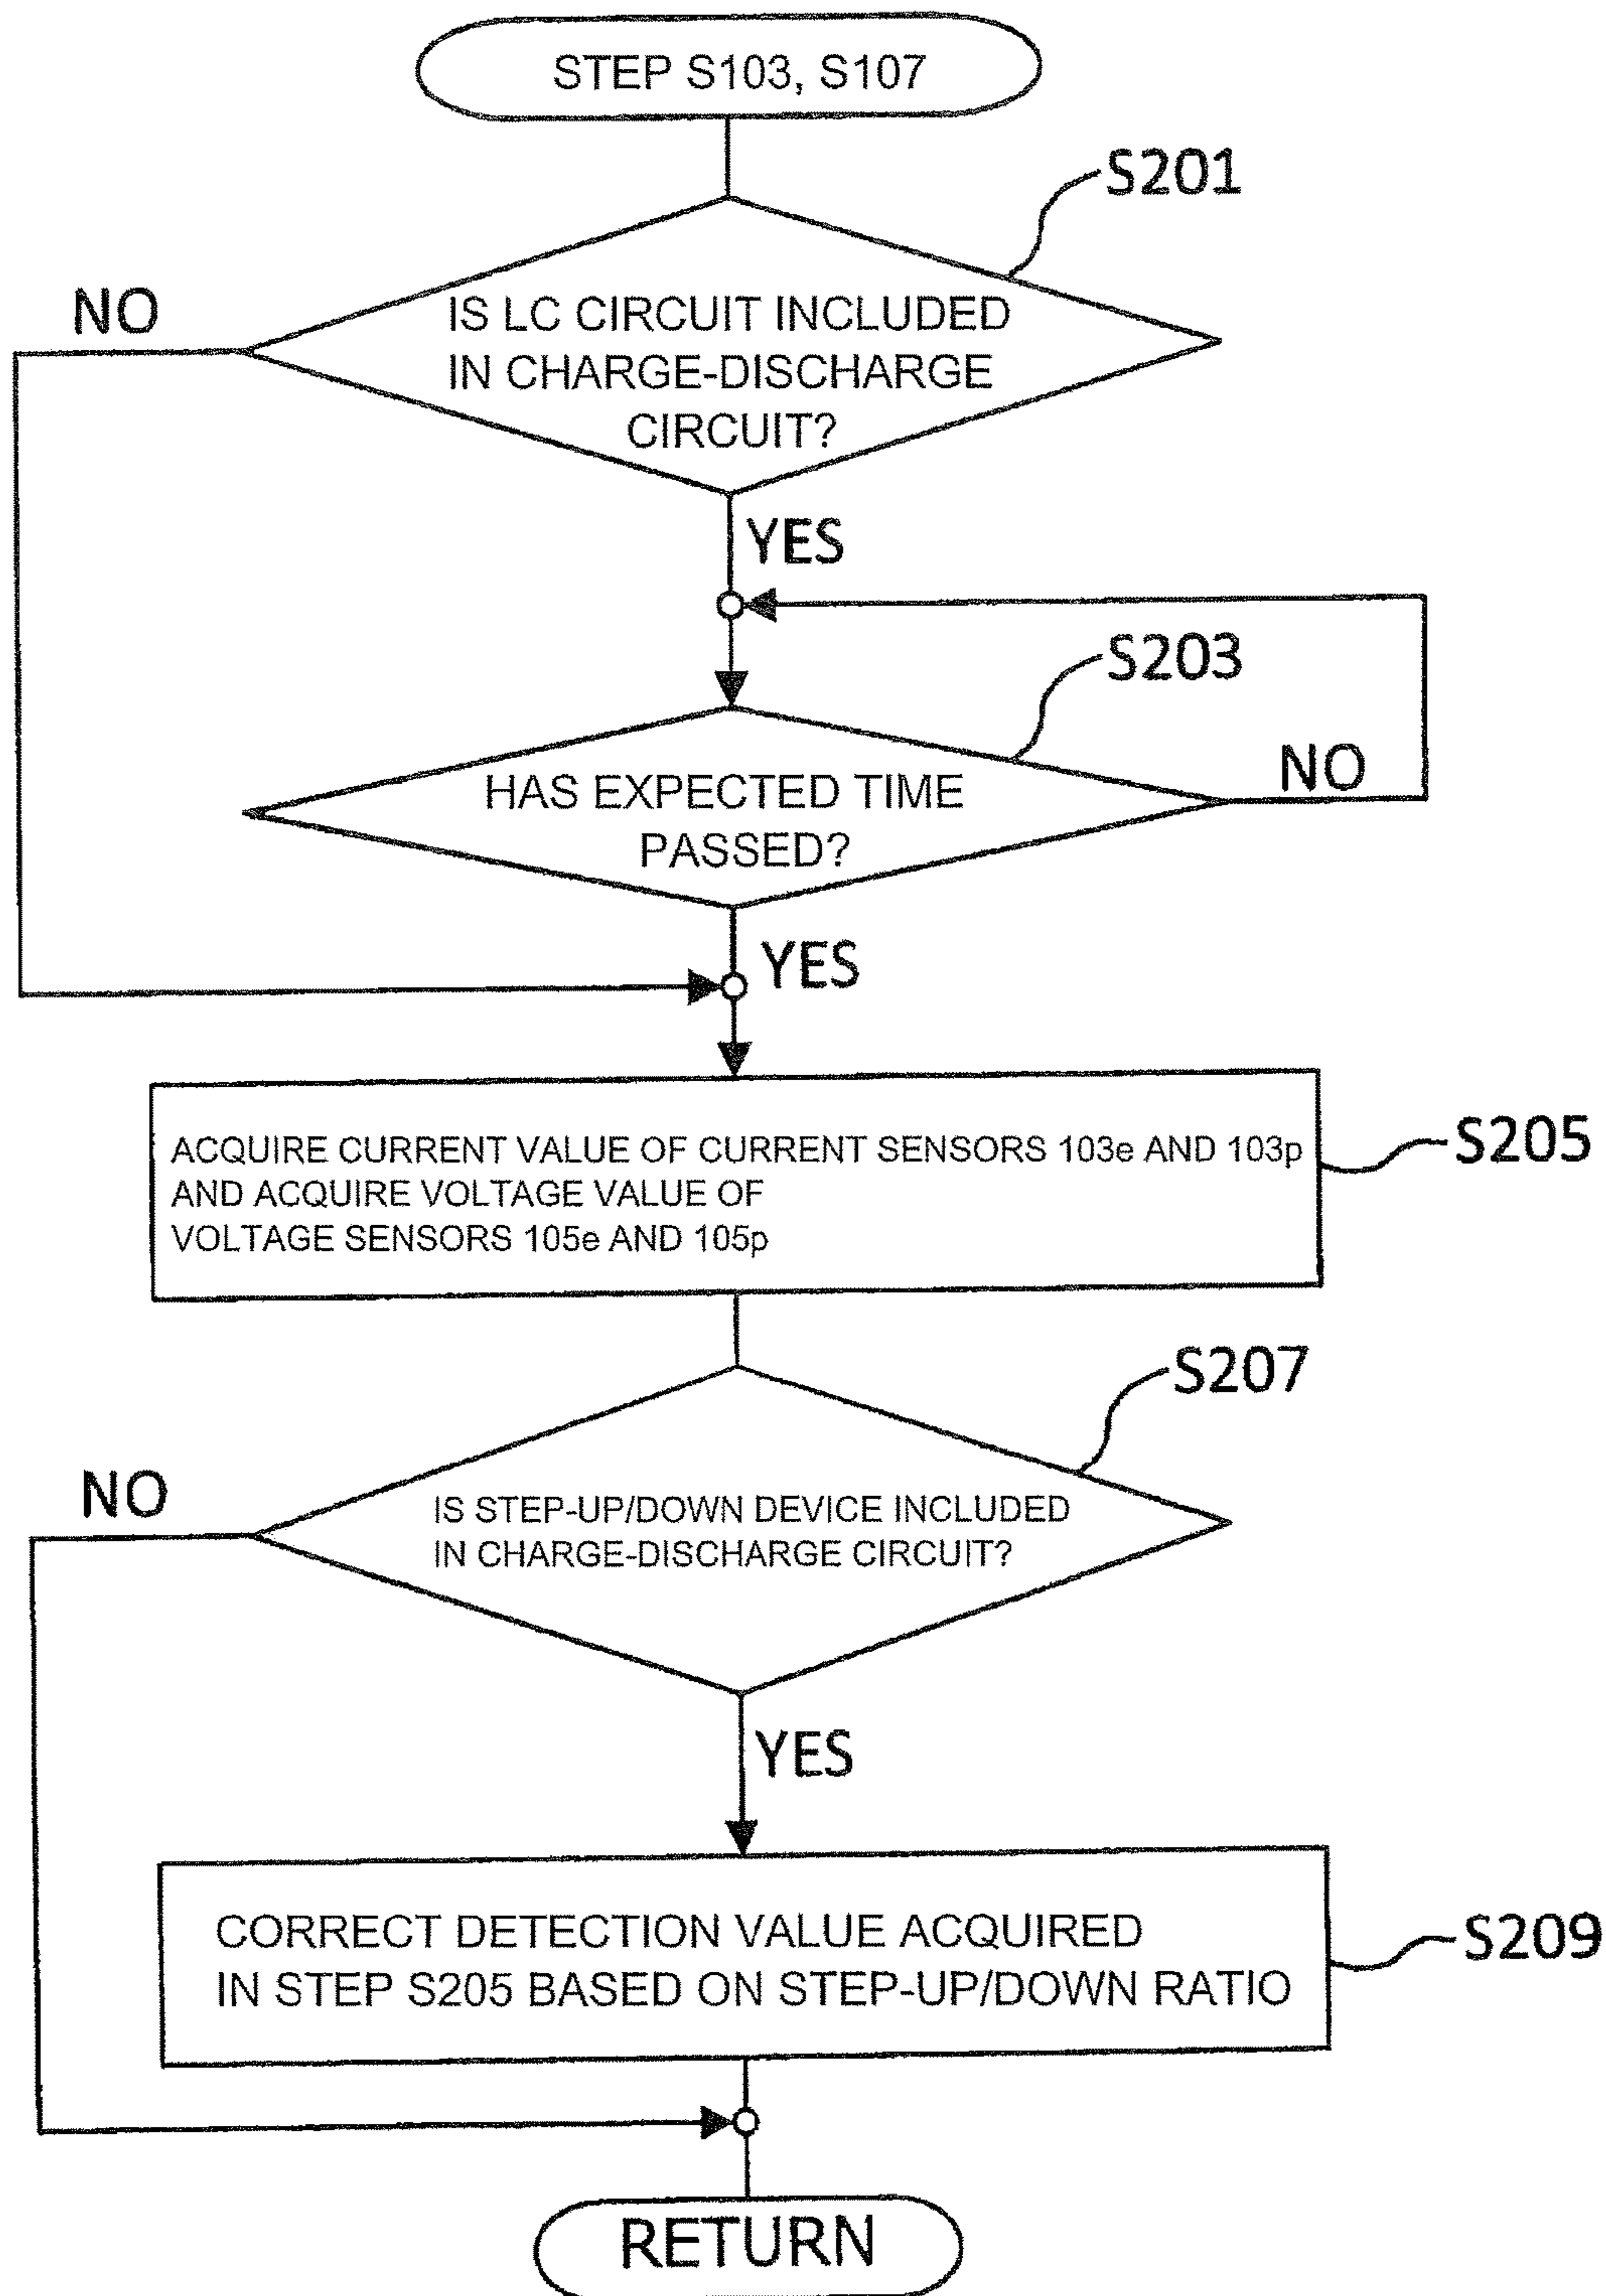 STEP S103, S107
S201
NO
IS LC CIRCUIT INCLUDED
IN CHARGE-DISCHARGE
CIRCUIT?
YES
S203
HAS EXPECTED TIME
PASSED?
NO
YES
ACQUIRE CURRENT VALUE OF CURRENT SENSORS 103e AND 103p
AND ACQUIRE VOLTAGE VALUE OF
VOLTAGE SENSORS 105e AND 105p
S205
S207
NO
IS STEP-UP/DOWN DEVICE INCLUDED
IN CHARGE-DISCHARGE CIRCUIT?
YES
CORRECT DETECTION VALUE ACQUIRED
IN STEP S205 BASED ON STEP-UP/DOWN RATIO
S209
RETURN